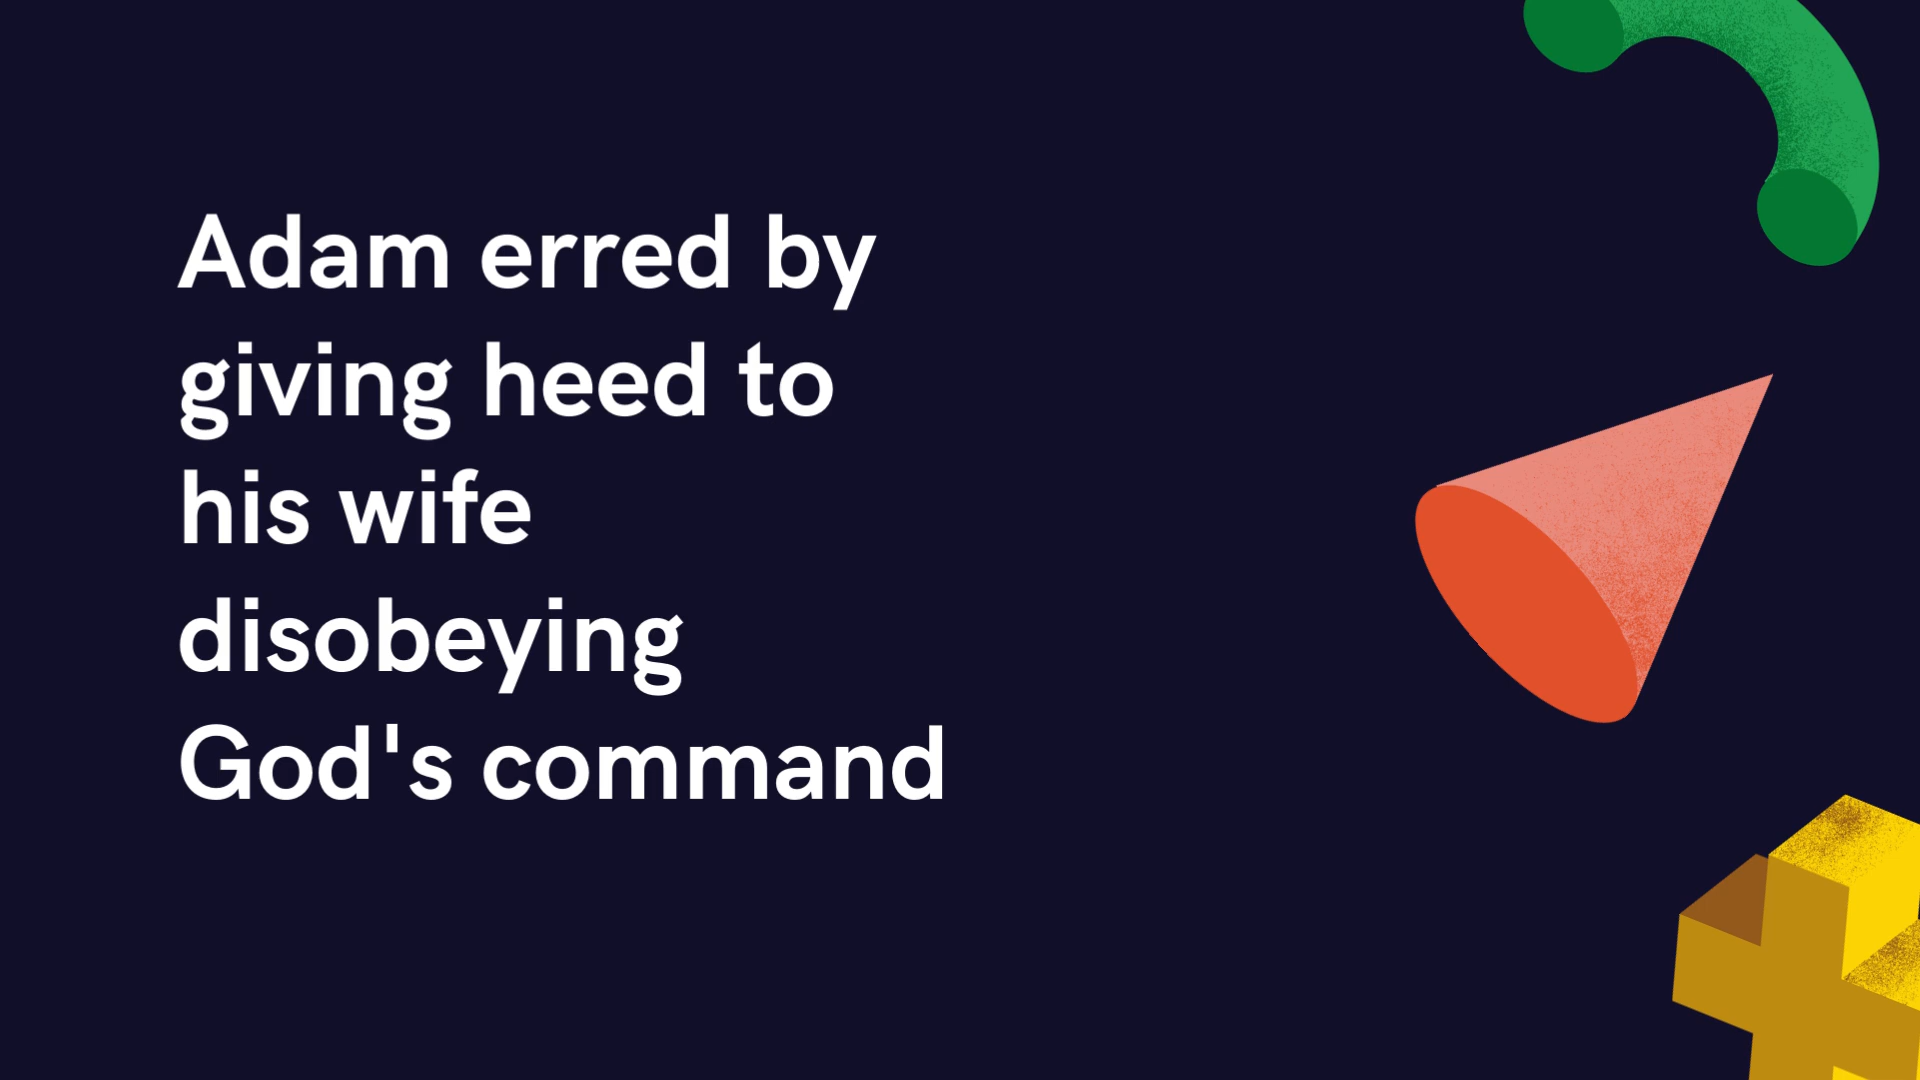 Adam erred by
giving heed to
his wife
disobeying
God's command